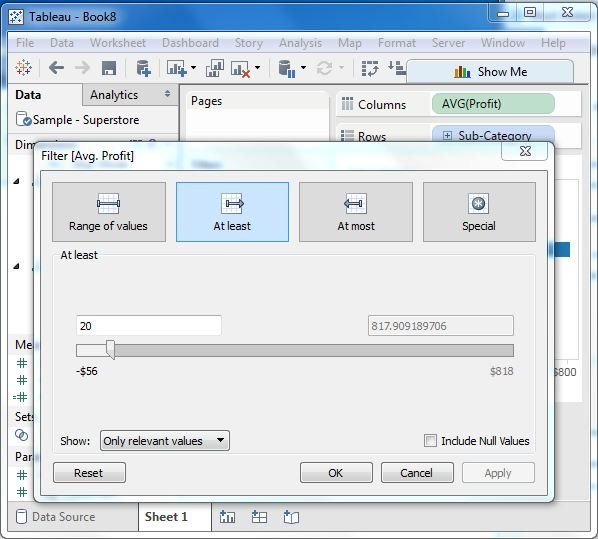 Tableau - Book8
File Data Worksheet Dashboard Story Analysis Map Format Server Window Help
Show Me
Data Analytics
Pages
Columns AVG(Profit)
Sample - Superstore
Rows Sub-Category
Filter [Avg. Profit]
Range of values At least At most Special
At least
20 817.909189706
-$56 $818
$800
Me
Sets
Para
Show: Only relevant values Include Null Values
Reset OK Cancel Apply
Data Source Sheet 1